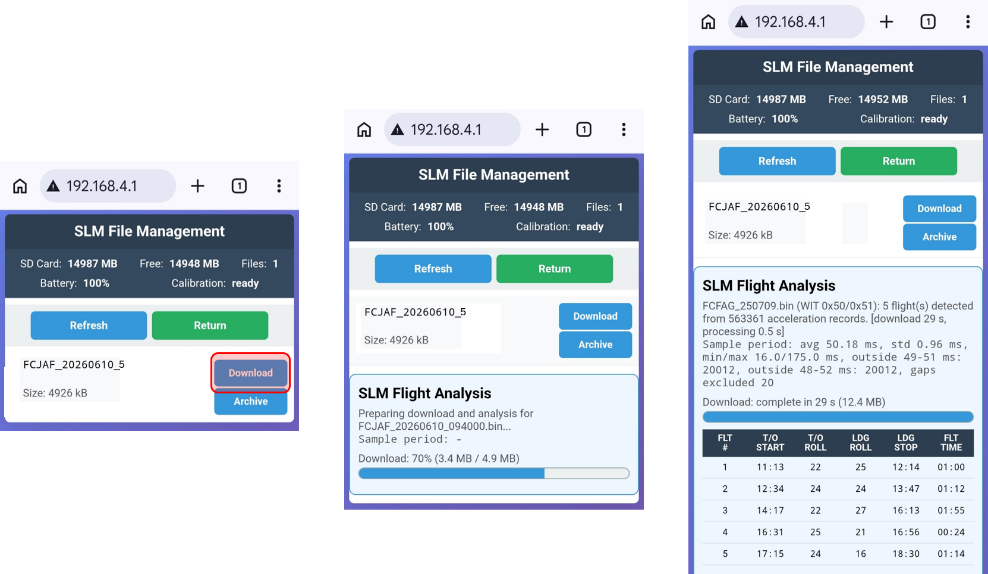 192.168.4.1
1
SLM File Management
SD Card: 14987 MB Free: 14948 MB Files: 1
Battery: 100% Calibration: ready
Refresh Return
FCJAF_20260610_5
Size: 4926 kB
Download
Archive
192.168.4.1
1
SLM File Management
SD Card: 14987 MB Free: 14948 MB Files: 1
Battery: 100% Calibration: ready
Refresh Return
FCJAF_20260610_5
Size: 4926 kB
Download
Archive
SLM Flight Analysis
Preparing download and analysis for
FCJAF_20260610_094000.bin...
Sample period: -
Download: 70% (3.4 MB / 4.9 MB)
192.168.4.1
1
SLM File Management
SD Card: 14987 MB Free: 14952 MB Files: 1
Battery: 100% Calibration: ready
Refresh Return
FCJAF_20260610_5
Size: 4926 kB
Download
Archive
SLM Flight Analysis
FCFAG_250709.bin (WIT 0x50/0x51): 5 flight(s) detected
from 563361 acceleration records. [download 29 s,
processing 0.5 s]
Sample period: avg 50.18 ms, std 0.96 ms,
min/max 16.0/175.0 ms, outside 49-51 ms:
20012, outside 48-52 ms: 20012, gaps
excluded 20
Download: complete in 29 s (12.4 MB)
FLT # T/O START T/O ROLL LDG ROLL LDG STOP FLT TIME
1 11:13 22 25 12:14 01:00
2 12:34 24 24 13:47 01:12
3 14:17 22 27 16:13 01:55
4 16:31 25 21 16:56 00:24
5 17:15 24 16 18:30 01:14